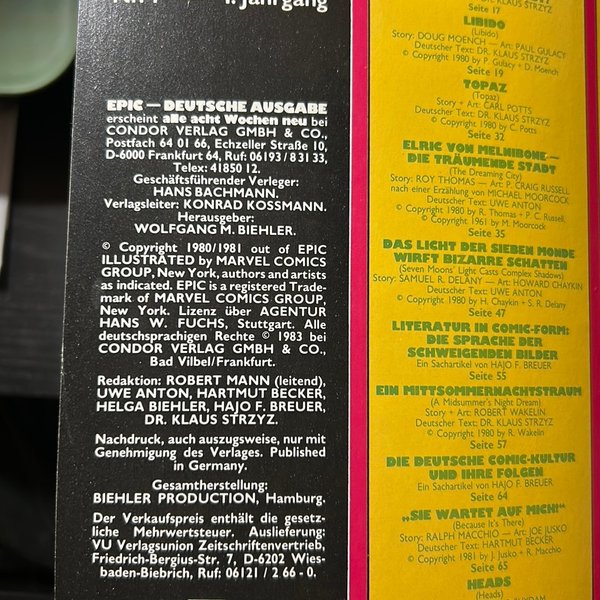 1. Jahrgang
EPIC — DEUTSCHE AUSGABE
erscheint alle acht Wochen neu bei
CONDOR VERLAG GMBH & CO.,
Postfach 64 01 66, Echzeller Straße 10,
D-6000 Frankfurt 64, Ruf: 06193/83133,
Telex: 41850 12.
Geschäftsführender Verleger:
HANS BACHMANN.
Verlagsleiter: KONRAD KOSSMANN.
Herausgeber:
WOLFGANG M. BIEHLER.
© Copyright 1980/1981 out of EPIC
ILLUSTRATED by MARVEL COMICS
GROUP, New York, authors and artists
as indicated. EPIC is a registered Trade-
mark of MARVEL COMICS GROUP,
New York. Lizenz über AGENTUR
HANS W. FUCHS, Stuttgart. Alle
deutschsprachigen Rechte © 1983 bei
CONDOR VERLAG GMBH & CO.,
Bad Vilbel/Frankfurt.
Redaktion: ROBERT MANN (leitend),
UWE ANTON, HARTMUT BECKER,
HELGA BIEHLER, HAJO F. BREUER,
DR. KLAUS STRZYZ.
Nachdruck, auch auszugsweise, nur mit
Genehmigung des Verlages. Published
in Germany.
Gesamtherstellung:
BIEHLER PRODUCTION, Hamburg.
Der Verkaufspreis enthält die gesetz-
liche Mehrwertsteuer. Auslieferung:
VU Verlagsunion Zeitschriftenvertrieb,
Friedrich-Bergius-Str. 7, D-6202 Wies-
baden-Biebrich, Ruf: 06121 / 2 66 - 0.
DR. KLAUS STRZYZ
Seite 17
LIBIDO
(Libido)
Story: DOUG MOENCH — Art: PAUL GULACY
Deutscher Text: DR. KLAUS STRZYZ
© Copyright 1980 by P. Gulacy + D. Moench
Seite 19
TOPAZ
(Topaz)
Story + Art: CARL POTTS
Deutscher Text: DR. KLAUS STRZYZ
© Copyright 1980 by C. Potts
Seite 32
ELRIC VON MELNIBONE —
DIE TRÄUMENDE STADT
(The Dreaming City)
Story: ROY THOMAS — Art: P. CRAIG RUSSELL
nach einer Erzählung von MICHAEL MOORCOCK
Deutscher Text: UWE ANTON
© Copyright 1980 by R. Thomas + P. C. Russell,
© Copyright 1961 by M. Moorcock
Seite 35
DAS LICHT DER SIEBEN MONDE
WIRFT BIZARRE SCHATTEN
(Seven Moons' Light Casts Complex Shadows)
Story: SAMUEL R. DELANY — Art: HOWARD CHAYKIN
Deutscher Text: UWE ANTON
© Copyright 1980 by H. Chaykin + S. R. Delany
Seite 47
LITERATUR IN COMIC-FORM:
DIE SPRACHE DER
SCHWEIGENDEN BILDER
Ein Sachartikel von HAJO F. BREUER
Seite 55
EIN MITTSOMMERNACHTSTRAUM
(A Midsummer's Night Dream)
Story + Art: ROBERT WAKELIN
Deutscher Text: DR. KLAUS STRZYZ
© Copyright 1980 by R. Wakelin
Seite 57
DIE DEUTSCHE COMIC-KULTUR
UND IHRE FOLGEN
Ein Sachartikel von HAJO F. BREUER
Seite 64
„SIE WARTET AUF MICH!"
(Because It's There)
Story: RALPH MACCHIO — Art: JOE JUSKO
Deutscher Text: HARTMUT BECKER
© Copyright 1981 by J. Jusko + R. Macchio
Seite 65
HEADS
(Heads)